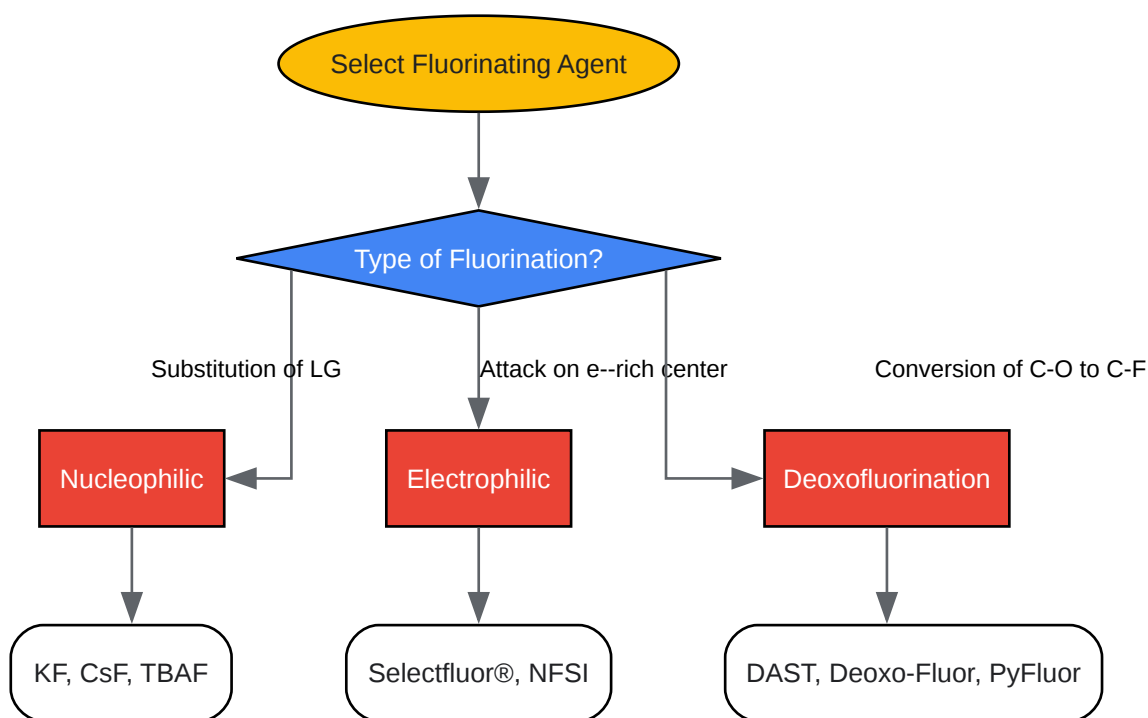 Select Fluorinating Agent
Type of Fluorination?
Substitution of LG
Attack on e--rich center
Conversion of C-O to C-F
Nucleophilic
Electrophilic
Deoxofluorination
KF, CsF, TBAF
Selectfluor®, NFSI
DAST, Deoxo-Fluor, PyFluor